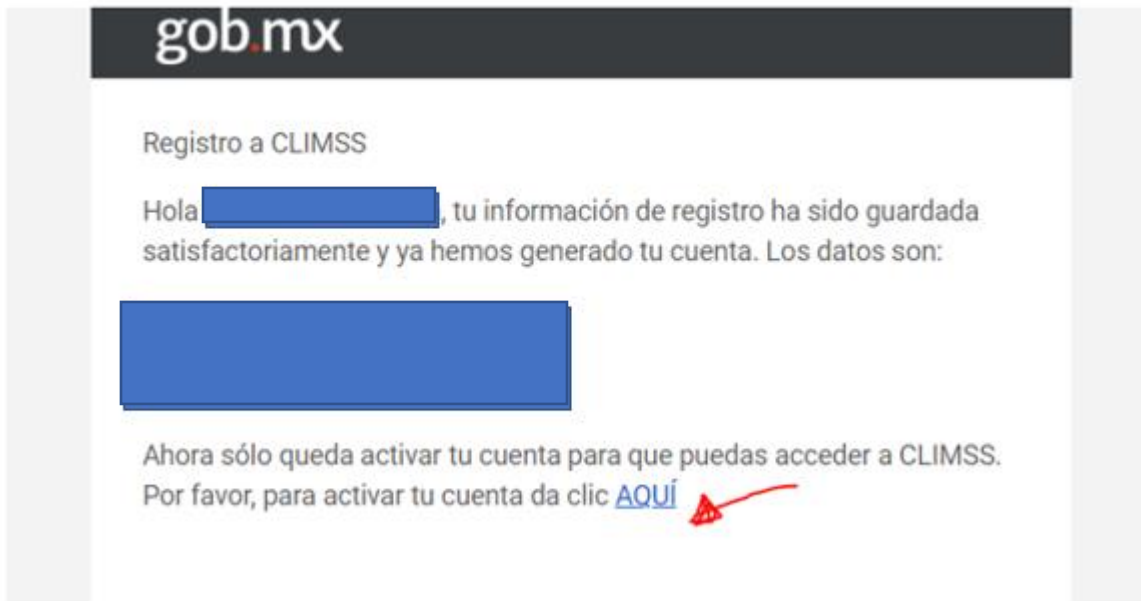 gob.mx
Registro a CLIMSS
Hola , tu información de registro ha sido guardada
satisfactoriamente y ya hemos generado tu cuenta. Los datos son:
Ahora sólo queda activar tu cuenta para que puedas acceder a CLIMSS.
Por favor, para activar tu cuenta da clic AQUÍ